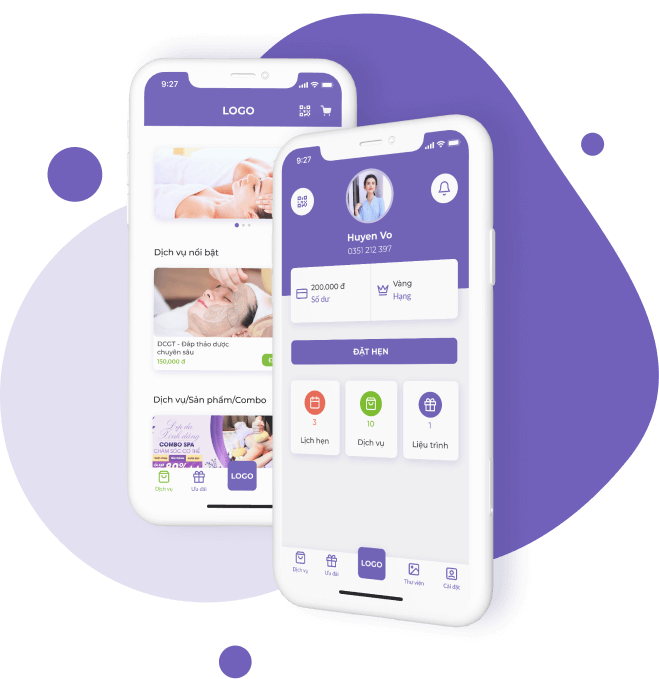 9:27
LOGO
Dịch vụ nổi bật
DCGT - Đắp thảo dược
chuyên sâu
150,000 đ
Dịch vụ/Sản phẩm/Combo
COMBO SPA
CHĂM SÓC CƠ THỂ
Dịch vụ
Ưu đãi
LOGO
9:27
Huyen Vo
0351 212 397
200,000 đ
Số dư
Vàng
Hạng
ĐẶT HẸN
3
Lịch hẹn
10
Dịch vụ
1
Liệu trình
Dịch vụ
Ưu đãi
LOGO
Thư viện
Cài đặt